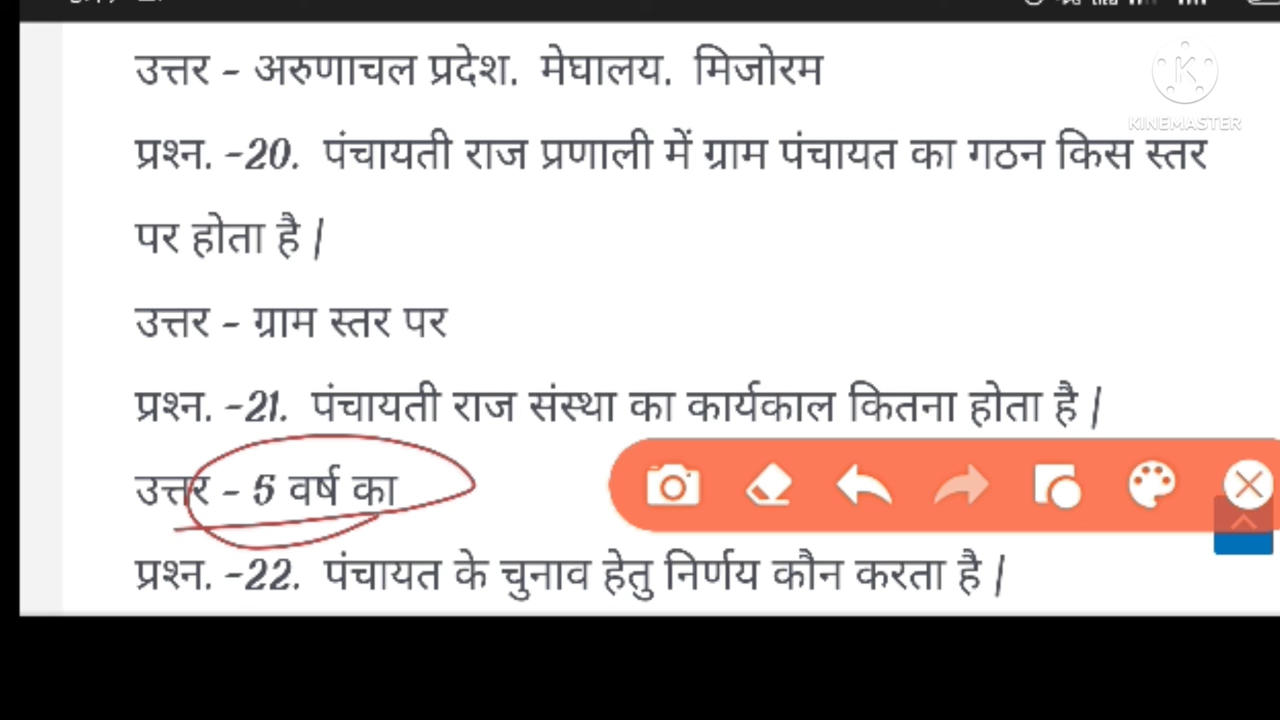 उत्तर - अरुणाचल प्रदेश. मेघालय. मिजोरम
KINEMASTER
प्रश्न. -20. पंचायती राज प्रणाली में ग्राम पंचायत का गठन किस स्तर
पर होता है |
उत्तर - ग्राम स्तर पर
प्रश्न. -21. पंचायती राज संस्था का कार्यकाल कितना होता है |
उत्तर - 5 वर्ष का
प्रश्न. -22. पंचायत के चुनाव हेतु निर्णय कौन करता है |